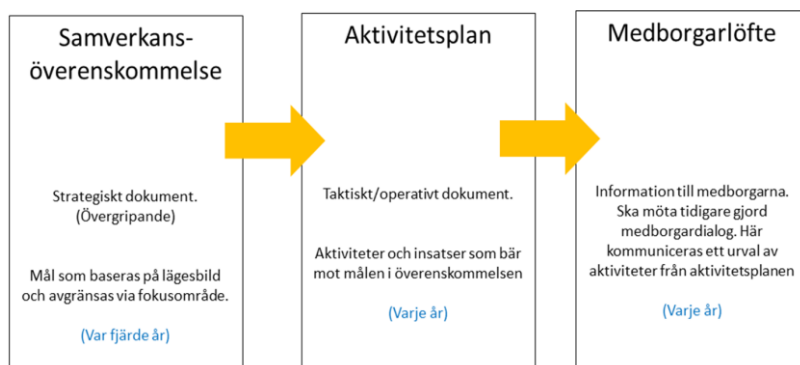 Samverkans-
överenskommelse
Strategiskt dokument.
(Övergripande)
Mål som baseras på lägesbild
och avgränsas via fokusområde.
(Var fjärde år)
Aktivitetsplan
Taktiskt/operativt dokument.
Aktiviteter och insatser som bär
mot målen i överenskommelsen
(Varje år)
Medborgarlöfte
Information till medborgarna.
Ska möta tidigare gjord
medborgardialog. Här
kommuniceras ett urval av
aktiviteter från aktivitetsplanen
(Varje år)